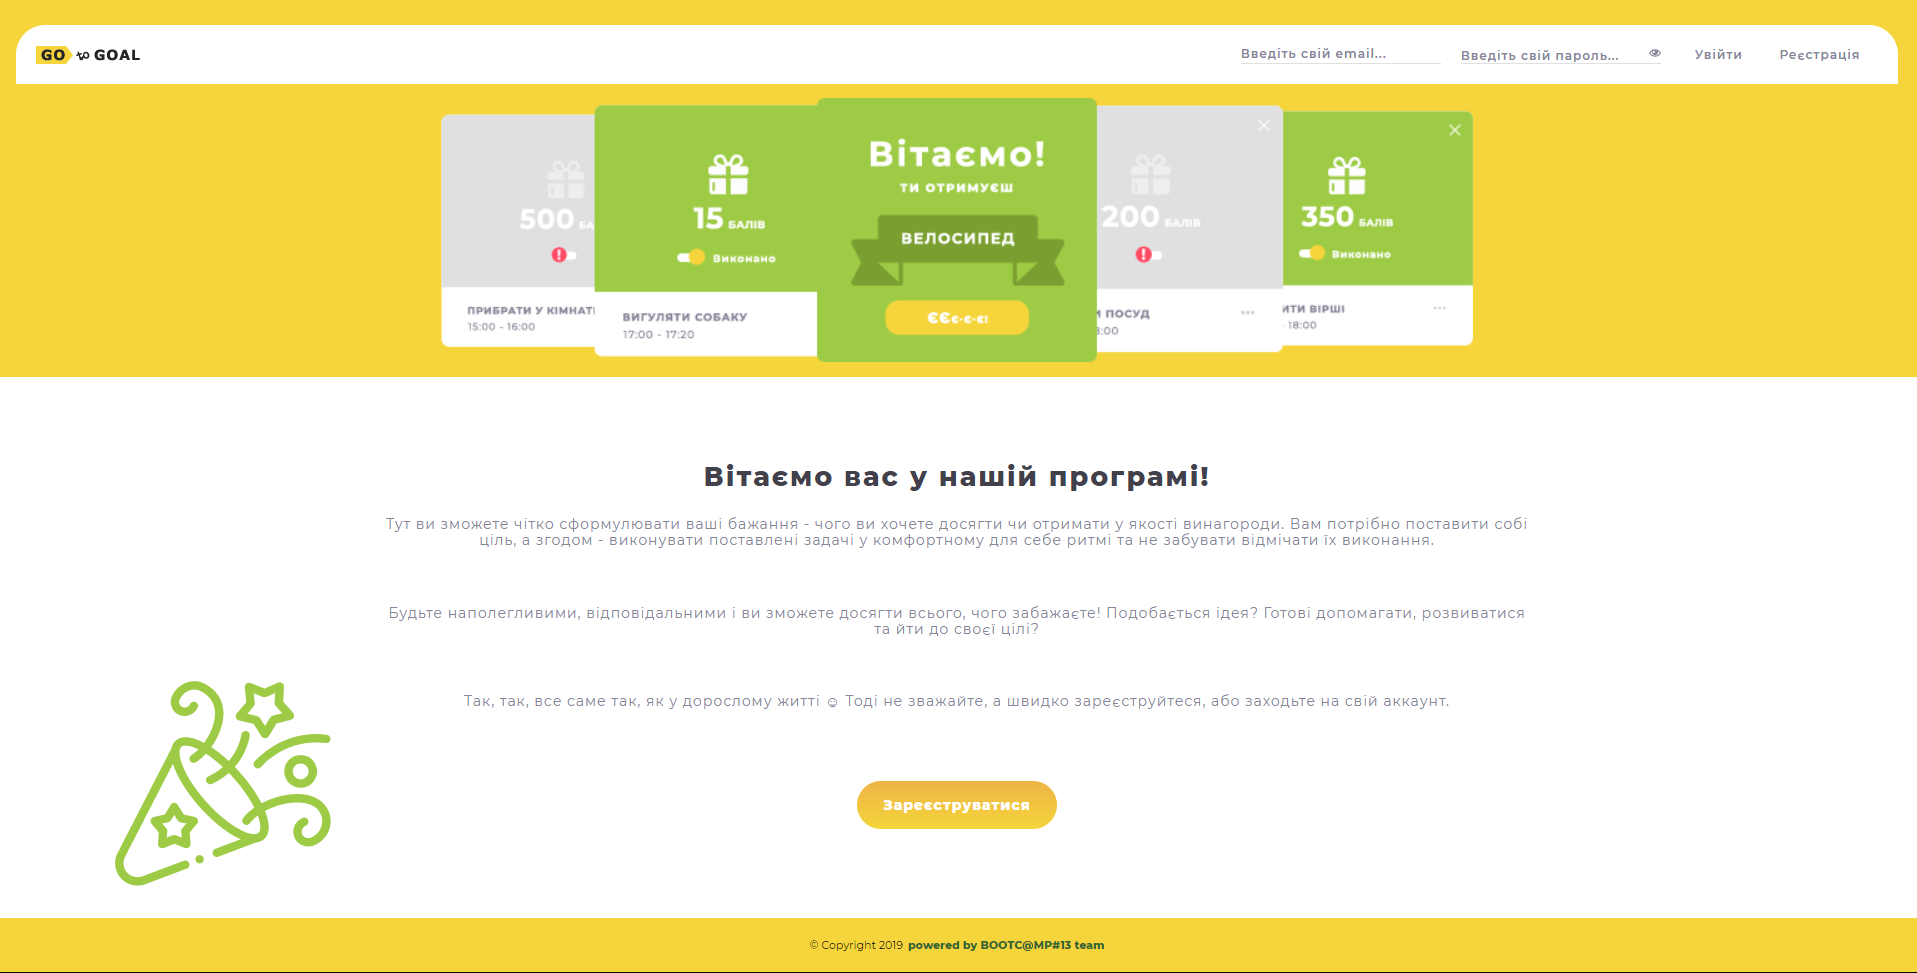 GO to GOAL
Введіть свій email...
Введіть свій пароль...
Увійти
Реєстрація
500 БА
ПРИБРАТИ У КІМНАТІ
15:00 - 16:00
15 БАЛІВ
Виконано
ВИГУЛЯТИ СОБАКУ
17:00 - 17:20
Вітаємо!
ТИ ОТРИМУЄШ
ВЕЛОСИПЕД
ЄЄє-є-є!
200 БАЛІВ
И ПОСУД
8:00
350 БАЛІВ
Виконано
ИТИ ВІРШІ
- 18:00
Вітаємо вас у нашій програмі!
Тут ви зможете чітко сформулювати ваші бажання - чого ви хочете досягти чи отримати у якості винагороди. Вам потрібно поставити собі
ціль, а згодом - виконувати поставлені задачі у комфортному для себе ритмі та не забувати відмічати їх виконання.
Будьте наполегливими, відповідальними і ви зможете досягти всього, чого забажаєте! Подобається ідея? Готові допомагати, розвиватися
та йти до своєї цілі?
Так, так, все саме так, як у дорослому житті ☺ Тоді не зважайте, а швидко зареєструйтеся, або заходьте на свій аккаунт.
Зареєструватися
© Copyright 2019 powered by BOOTC@MP#13 team